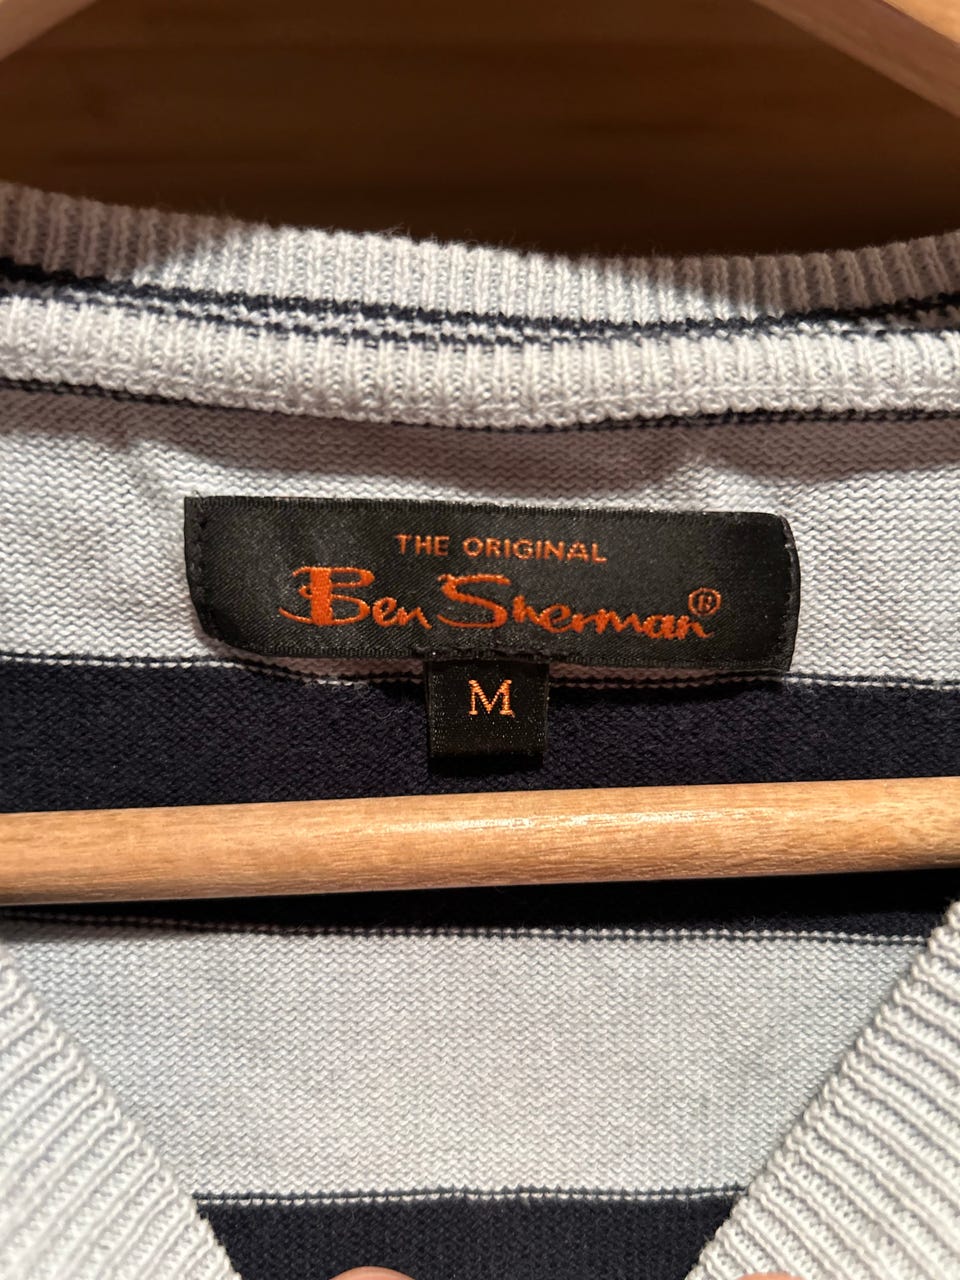 THE ORIGINAL
Ben Sherman®
M